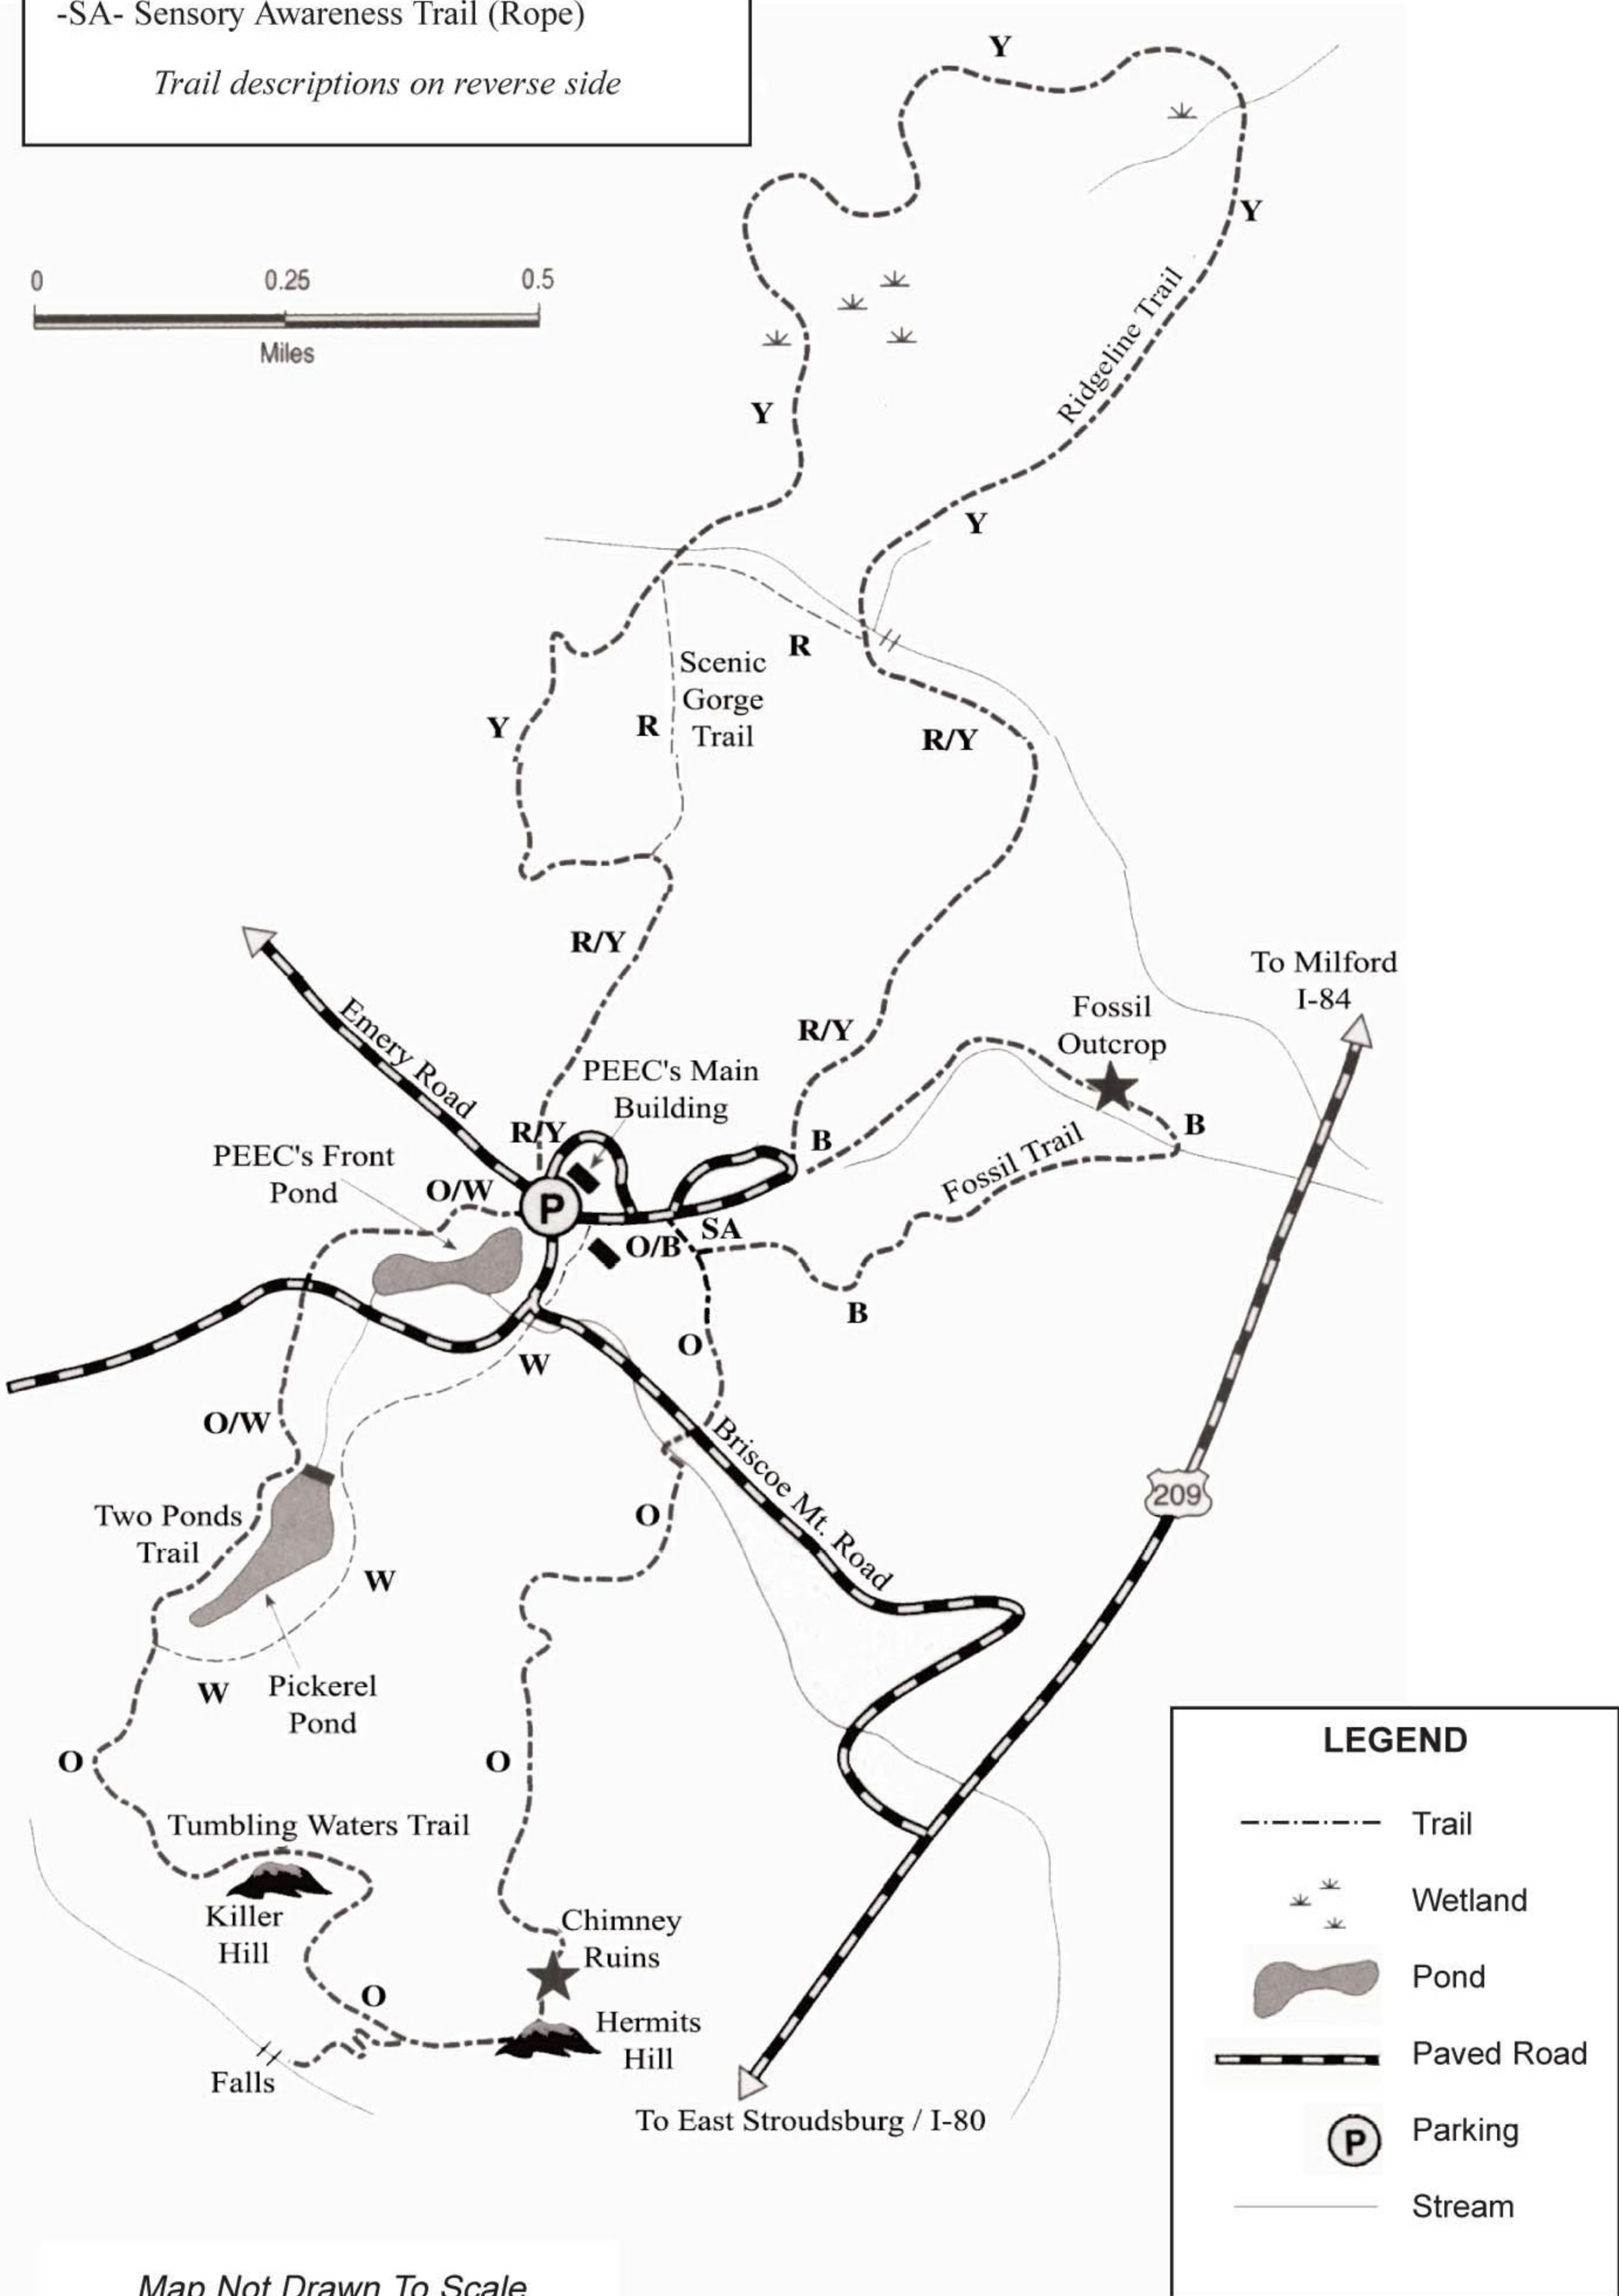 -SA- Sensory Awareness Trail (Rope)
Trail descriptions on reverse side
Y
0 0.25 0.5
Miles
Y
Ridgeline Trail
Y
Y
R
Scenic
Gorge
Trail
Y
R
R/Y
R/Y
To Milford
I-84
Fossil
Outcrop
Emery Road
R/Y
PEEC's Main
Building
R/Y
B
B
Fossil Trail
PEEC's Front
Pond
O/W
P
SA
O/B
B
O
W
O/W
Briscoe Mt. Road
209
O
Two Ponds
Trail
W
W
Pickerel
Pond
O
O
Tumbling Waters Trail
Killer
Hill
Chimney
Ruins
O
Hermits
Hill
Falls
To East Stroudsburg / I-80
LEGEND
Trail
Wetland
Pond
Paved Road
P Parking
Stream
Map Not Drawn To Scale